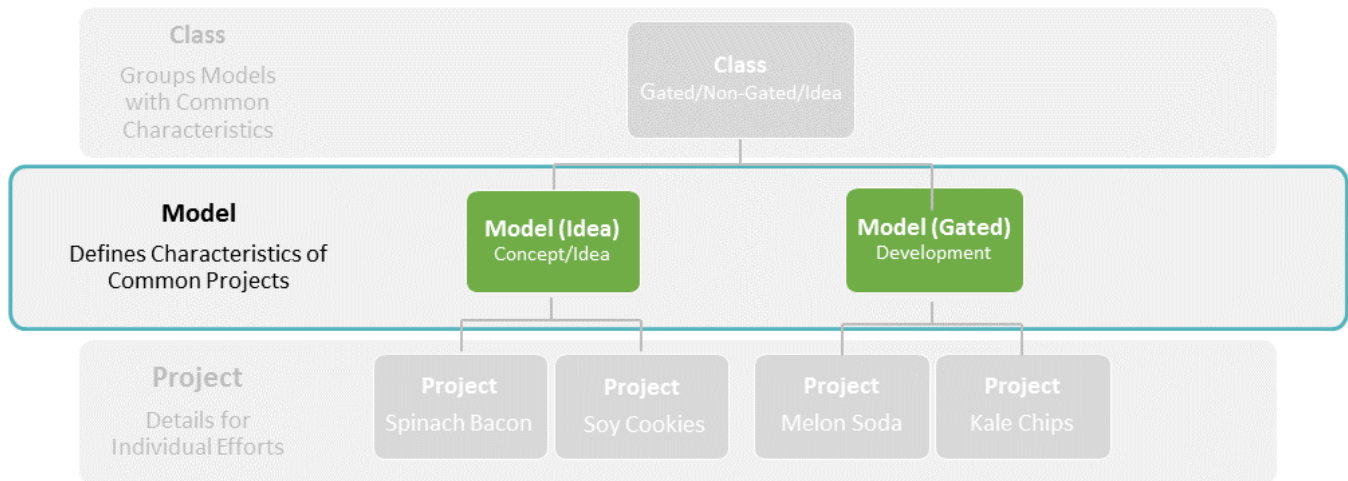 Class
Groups Models
with Common
Characteristics
Class
Gated/Non-Gated/Idea
Model
Defines Characteristics of
Common Projects
Model (Idea)
Concept/Idea
Model (Gated)
Development
Project
Details for
Individual Efforts
Project
Spinach Bacon
Project
Soy Cookies
Project
Melon Soda
Project
Kale Chips